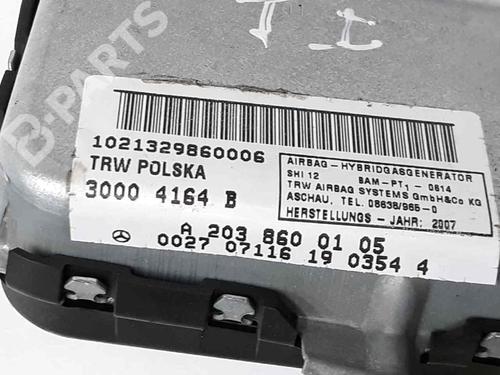 B-PARTS
1021329860006
TRW POLSKA
3000 4164 B
AIRBAG - HYBRIDGASGENERATOR
SHI 12 BAM-PT1 - 0814
TRW AIRBAG SYSTEMS GmbH&Co KG
ASCHAU, TEL. 08638/965-0
HERSTELLUNGS - JAHR: 2007
A 203 860 01 05
0027 07116 19 0354 4